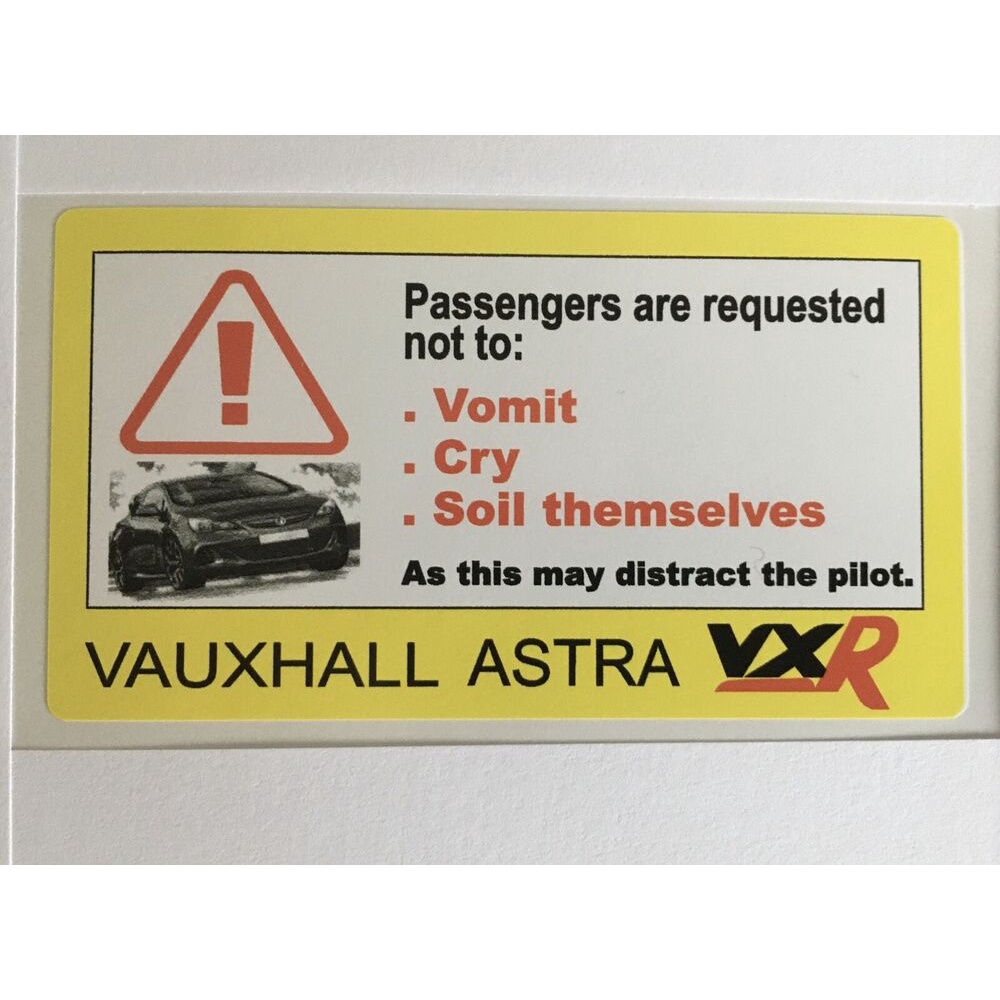 Passengers are requested
not to:
. Vomit
. Cry
. Soil themselves
As this may distract the pilot.
VAUXHALL ASTRA VXR